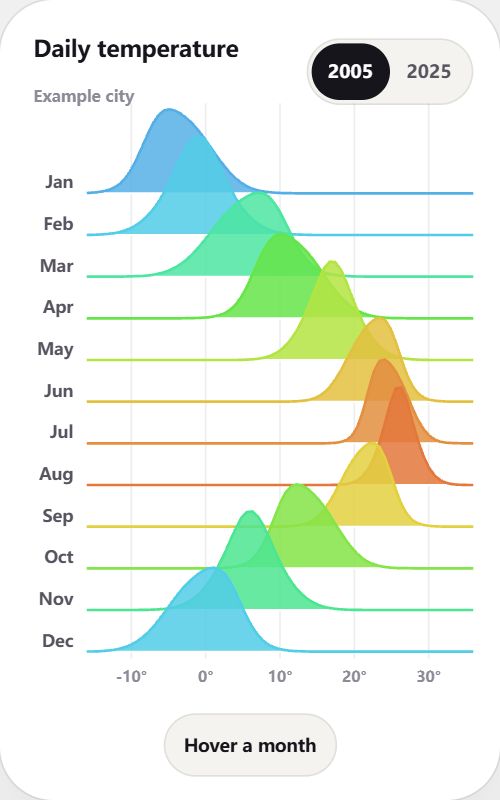 Daily temperature
2005 2025
Example city
Jan
Feb
Mar
Apr
May
Jun
Jul
Aug
Sep
Oct
Nov
Dec
-10° 0° 10° 20° 30°
Hover a month